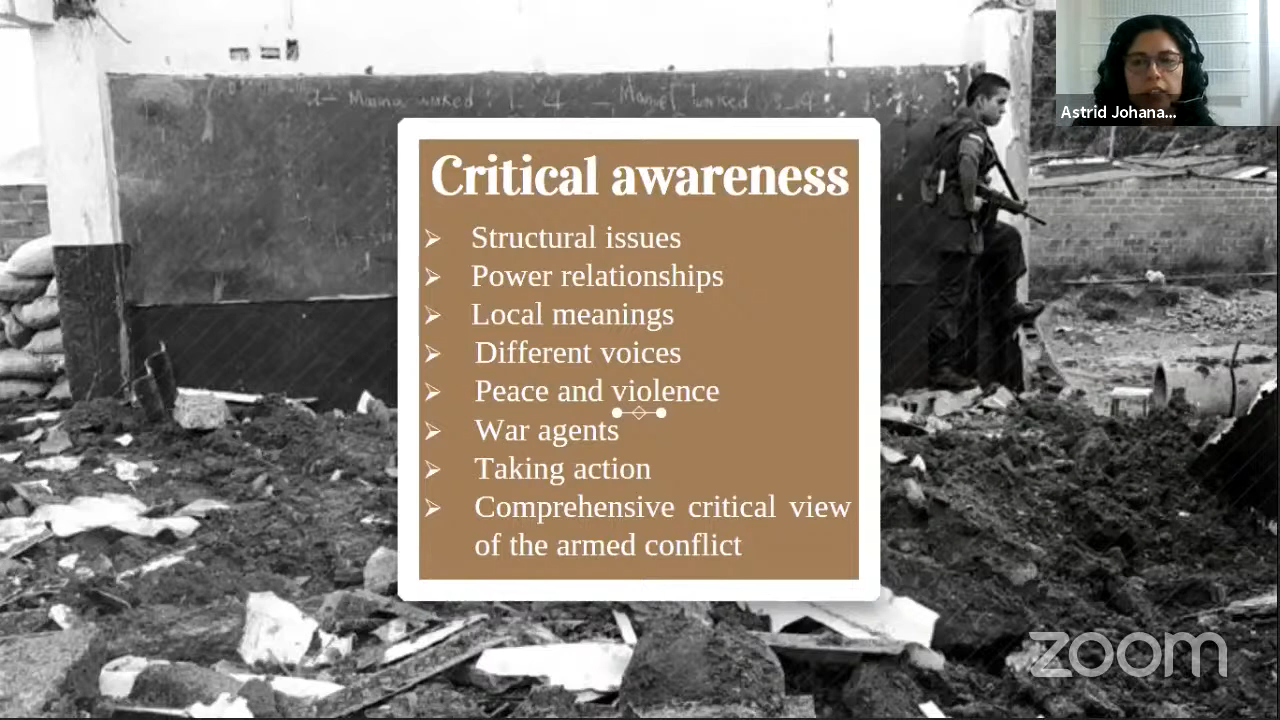 Astrid Johana...
Critical awareness
➢ Structural issues
➢ Power relationships
➢ Local meanings
➢ Different voices
➢ Peace and violence
➢ War agents
➢ Taking action
➢ Comprehensive critical view
of the armed conflict
zoom